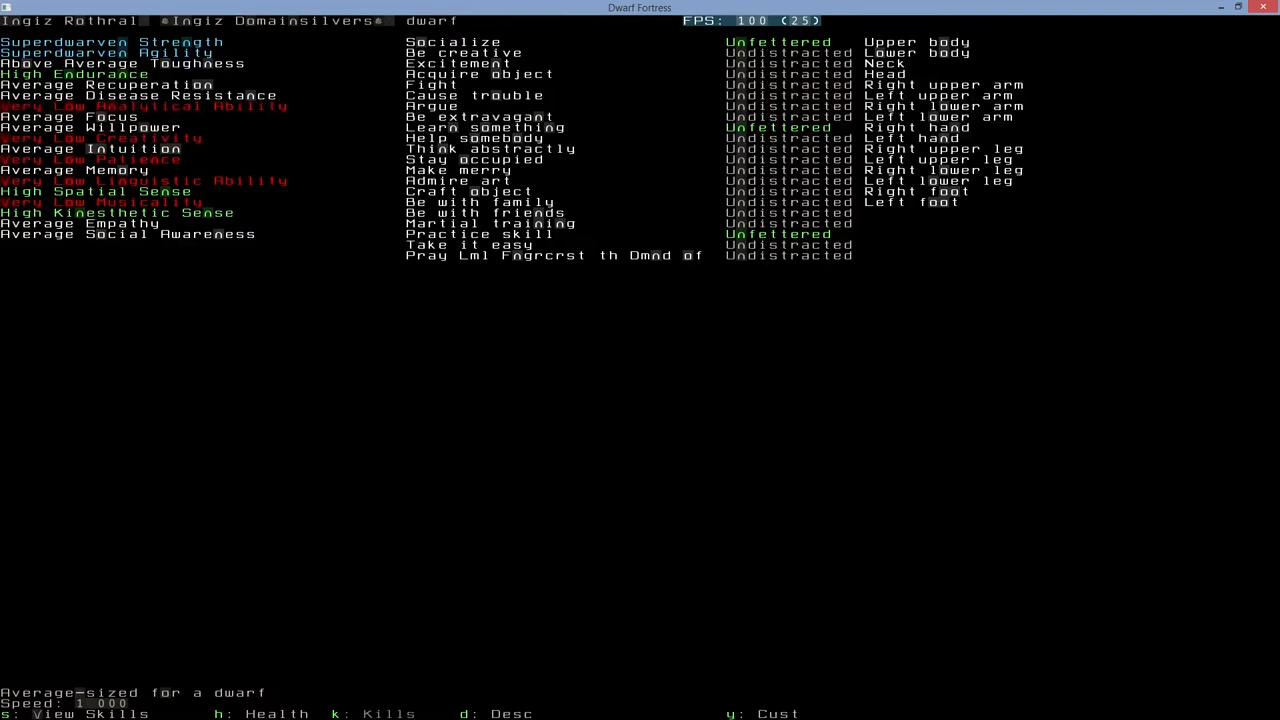 Dwarf Fortress
Ingiz Rothral *Ingiz Domainsilvers* dwarf FPS: 100 (25)
Superdwarven Strength Socialize Unfettered Upper body
Superdwarven Agility Be creative Undistracted Lower body
Above Average Toughness Excitement Undistracted Neck
High Endurance Acquire object Undistracted Head
Average Recuperation Fight Undistracted Right upper arm
Average Disease Resistance Cause trouble Undistracted Left upper arm
Very Low Analytical Ability Argue Undistracted Right lower arm
Average Focus Be extravagant Undistracted Left lower arm
Average Willpower Learn something Unfettered Right hand
Very Low Creativity Help somebody Undistracted Left hand
Average Intuition Think abstractly Undistracted Right upper leg
Very Low Patience Stay occupied Undistracted Left upper leg
Average Memory Make merry Undistracted Right lower leg
Very Low Linguistic Ability Admire art Undistracted Left lower leg
High Spatial Sense Craft object Undistracted Right foot
Very Low Musicality Be with family Undistracted Left foot
High Kinesthetic Sense Be with friends Undistracted
Average Empathy Martial training Undistracted
Average Social Awareness Practice skill Unfettered
Take it easy Undistracted
Pray Lml Fngrcrst th Dmnd of Undistracted
Average-sized for a dwarf
Speed: 1 000
s: View Skills h: Health k: Kills d: Desc y: Cust